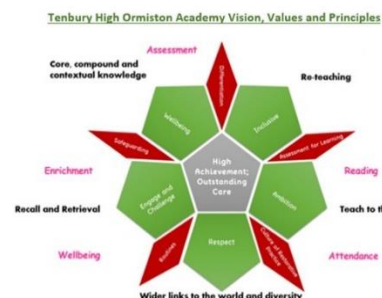 Tenbury High Ormiston Academy Vision, Values and Principles
Assessment
Core, compound and
contextual knowledge
Differentiation
Re-teaching
Wellbeing
Inclusive
Safeguarding
Assessment for Learning
High
Achievement;
Outstanding
Care
Enrichment
Reading
Engage and
Challenge
Ambition
Recall and Retrieval
Teach to th
Respect
Routines
Culture of Restorative
Practice
Wellbeing
Attendance
Wider links to the world and diversity